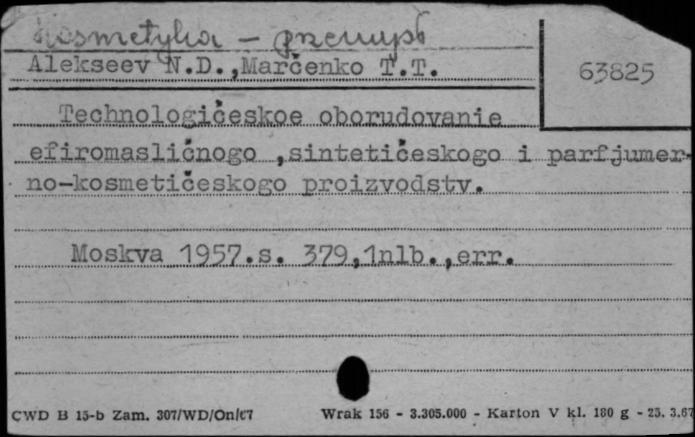 Kosmetyka - przemysł
Alekseev N.D.,Marčenko T.T.
63825
Technologičeskoe oborudovanie
efiromasličnogo ,sintetičeskogo i parfjumer-
no-kosmetičeskogo proizvodstv.
Moskva 1957.s. 379,1nlb.,err.
CWD B 15-b Zam. 307/WD/On/67 Wrak 156 - 3.305.000 - Karton V kl. 180 g - 25. 3.67